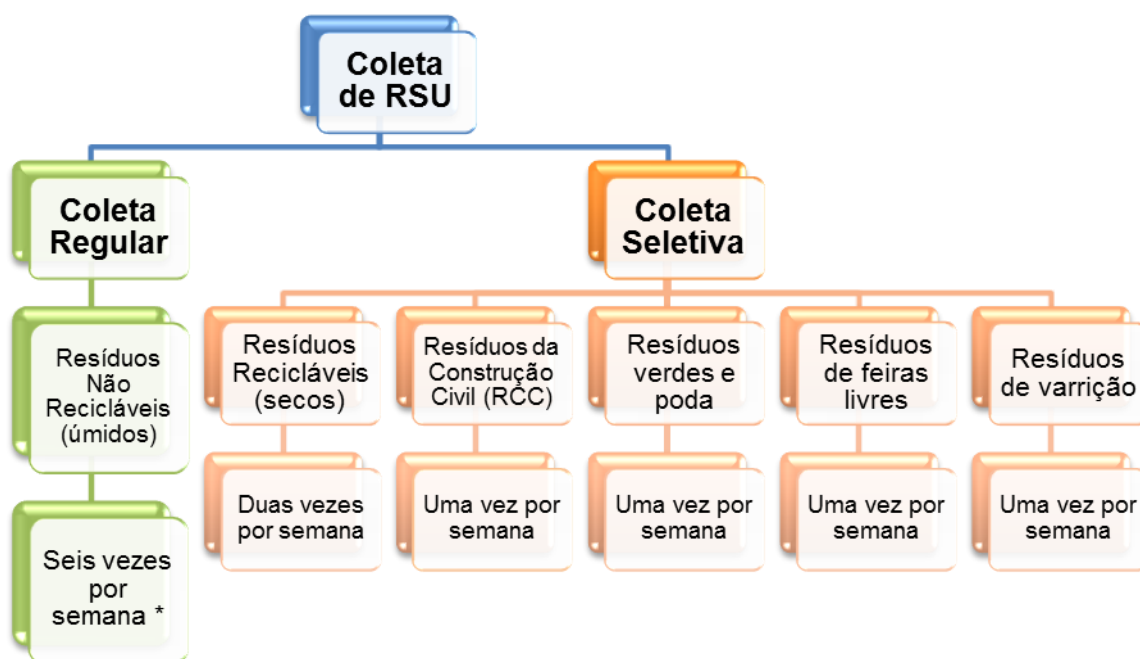 Coleta
de RSU
Coleta
Regular
Coleta
Seletiva
Resíduos
Não
Recicláveis
(úmidos)
Resíduos
Recicláveis
(secos)
Resíduos da
Construção
Civil (RCC)
Resíduos
verdes e
poda
Resíduos
de feiras
livres
Resíduos
de varrição
Seis vezes
por
semana *
Duas vezes
por semana
Uma vez por
semana
Uma vez por
semana
Uma vez por
semana
Uma vez por
semana